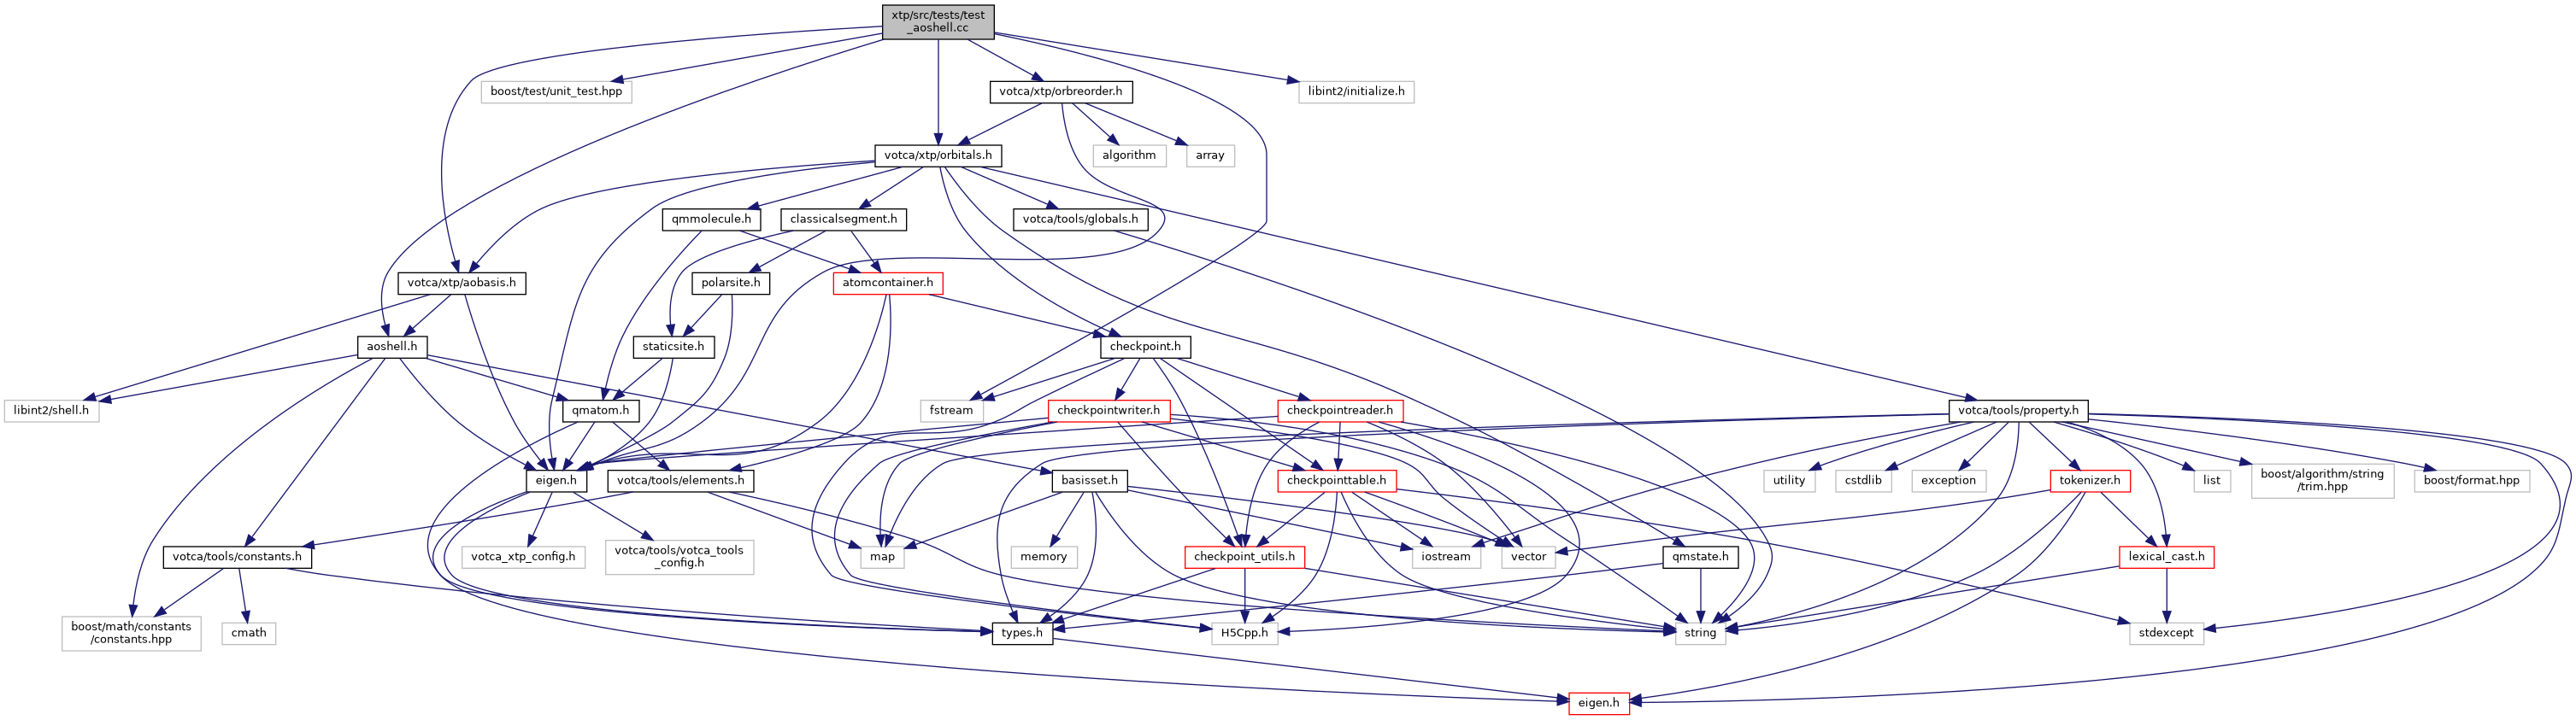 xtp/src/tests/test
_aoshell.cc
boost/test/unit_test.hpp
votca/xtp/orbreorder.h
libint2/initialize.h
votca/xtp/orbitals.h
algorithm
array
qmmolecule.h
classicalsegment.h
votca/tools/globals.h
votca/xtp/aobasis.h
polarsite.h
atomcontainer.h
aoshell.h
staticsite.h
checkpoint.h
libint2/shell.h
qmatom.h
fstream
checkpointwriter.h
checkpointreader.h
votca/tools/property.h
eigen.h
votca/tools/elements.h
basisset.h
checkpointtable.h
utility
cstdlib
exception
tokenizer.h
list
boost/algorithm/string
/trim.hpp
boost/format.hpp
votca/tools/constants.h
votca_xtp_config.h
votca/tools/votca_tools
_config.h
map
memory
checkpoint_utils.h
iostream
vector
qmstate.h
lexical_cast.h
boost/math/constants
/constants.hpp
cmath
types.h
H5Cpp.h
string
stdexcept
eigen.h